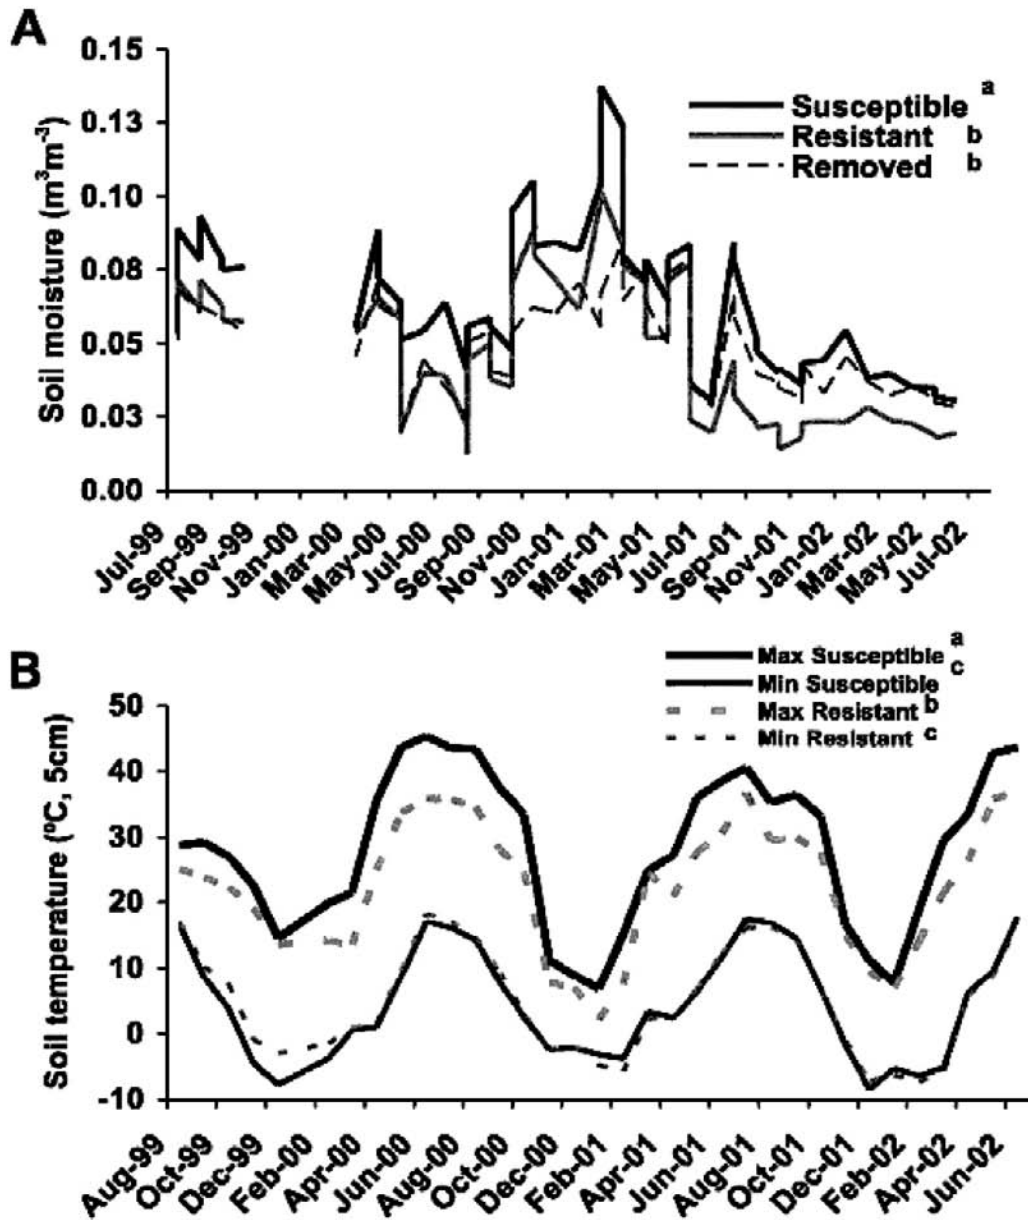 A
0.15
0.13
0.10
0.08
0.05
0.03
0.00
Soil moisture (m³m⁻³)
Susceptible ᵃ
Resistant ᵇ
Removed ᵇ
Jul-99 Sep-99 Nov-99 Jan-00 Mar-00 May-00 Jul-00 Sep-00 Nov-00 Jan-01 Mar-01 May-01 Jul-01 Sep-01 Nov-01 Jan-02 Mar-02 May-02 Jul-02
B
Max Susceptible ᵃ
Min Susceptible ᶜ
Max Resistant ᵇ
Min Resistant ᶜ
50
40
30
20
10
0
-10
Soil temperature (ºC, 5cm)
Aug-99 Oct-99 Dec-99 Feb-00 Apr-00 Jun-00 Aug-00 Oct-00 Dec-00 Feb-01 Apr-01 Jun-01 Aug-01 Oct-01 Dec-01 Feb-02 Apr-02 Jun-02